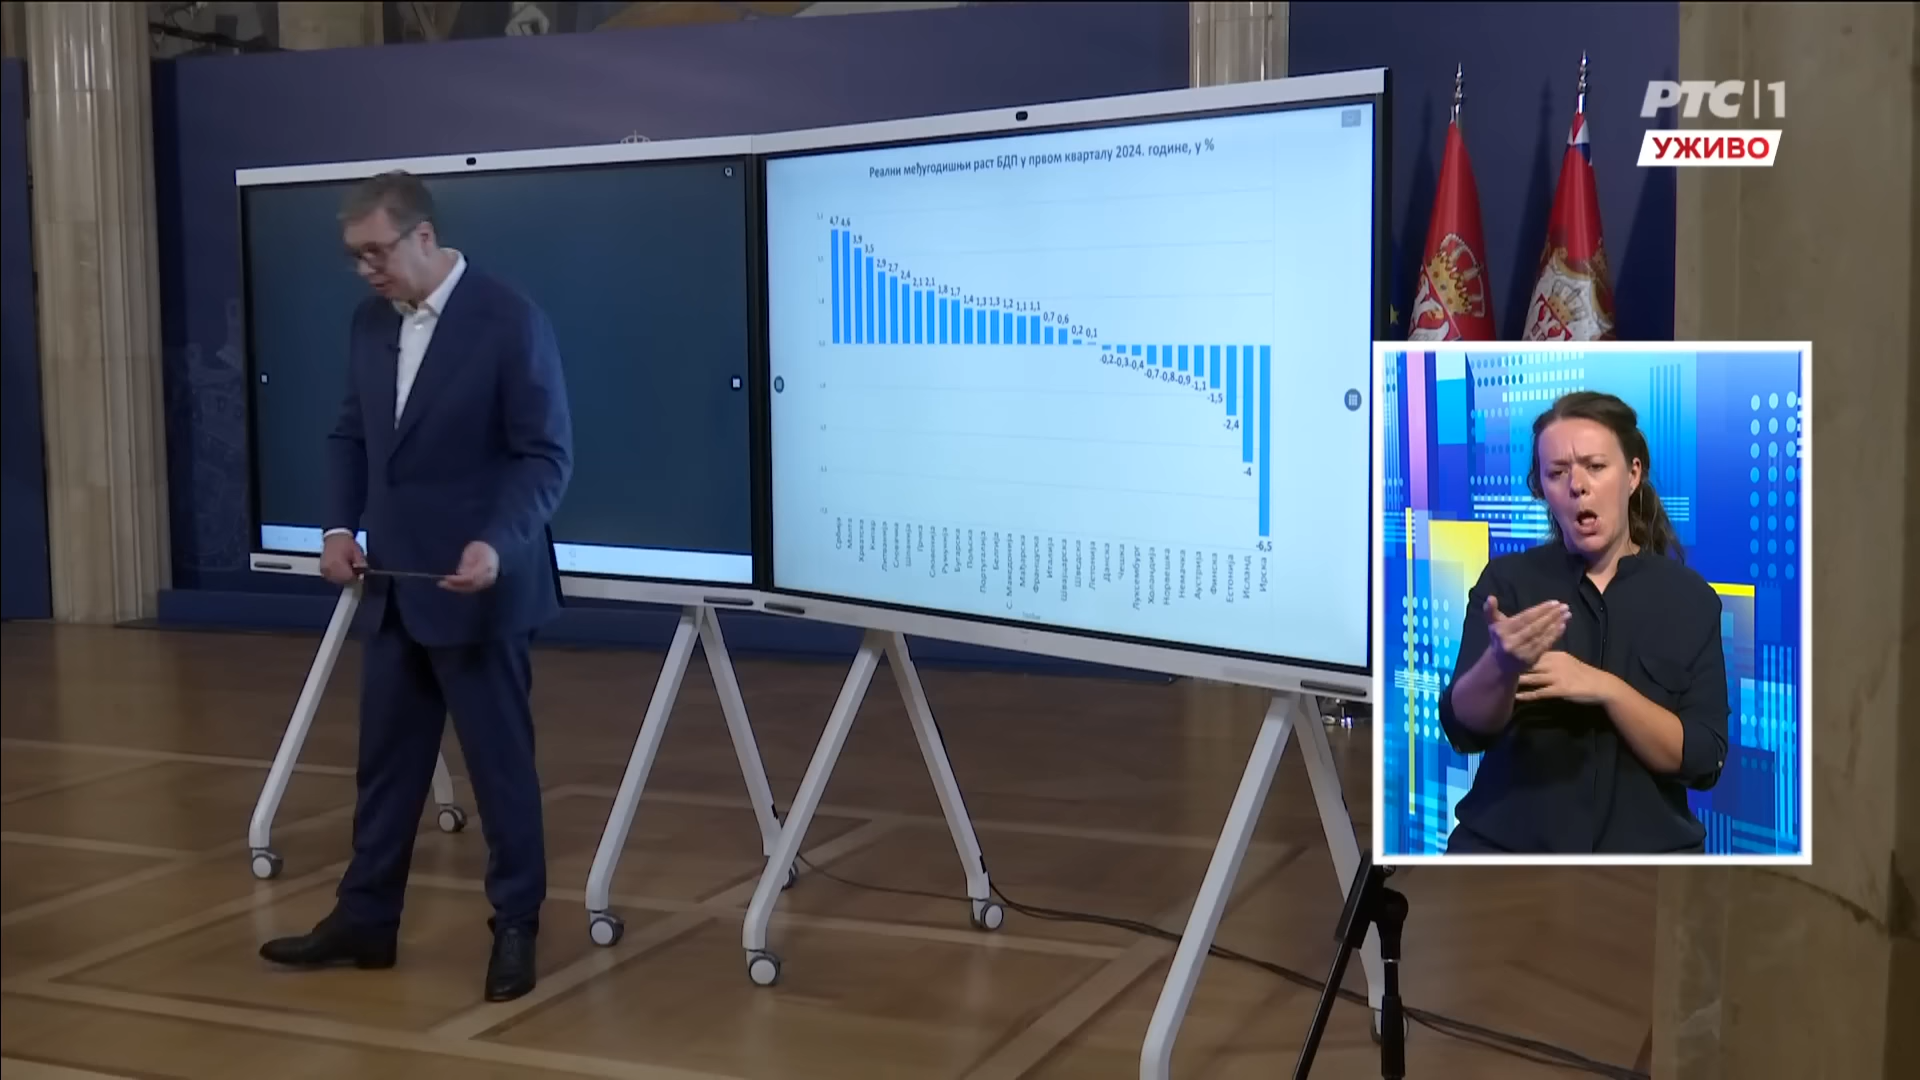 РТС|1
УЖИВО
Реални међугодишњи раст БДП у првом кварталу 2024. године, у %
4,7 4,6 3,9 3,5 2,9 2,7 2,4 2,1 2,1 1,8 1,7 1,4 1,3 1,3 1,2 1,1 1,1 0,7 0,6 0,2 0,1
-0,2 -0,3 -0,4 -0,7 -0,8 -0,9 -1,1 -1,5 -2,4 -4 -6,5
Србија
Малта
Хрватска
Кипар
Литванија
Словачка
Шпанија
Грчка
Словенија
Румунија
Бугарска
Пољска
Португалија
Белгија
С. Македонија
Мађарска
Француска
Италија
Швајцарска
Шведска
Летонија
Данска
Чешка
Луксембург
Холандија
Норвешка
Немачка
Аустрија
Финска
Естонија
Исланд
Ирска